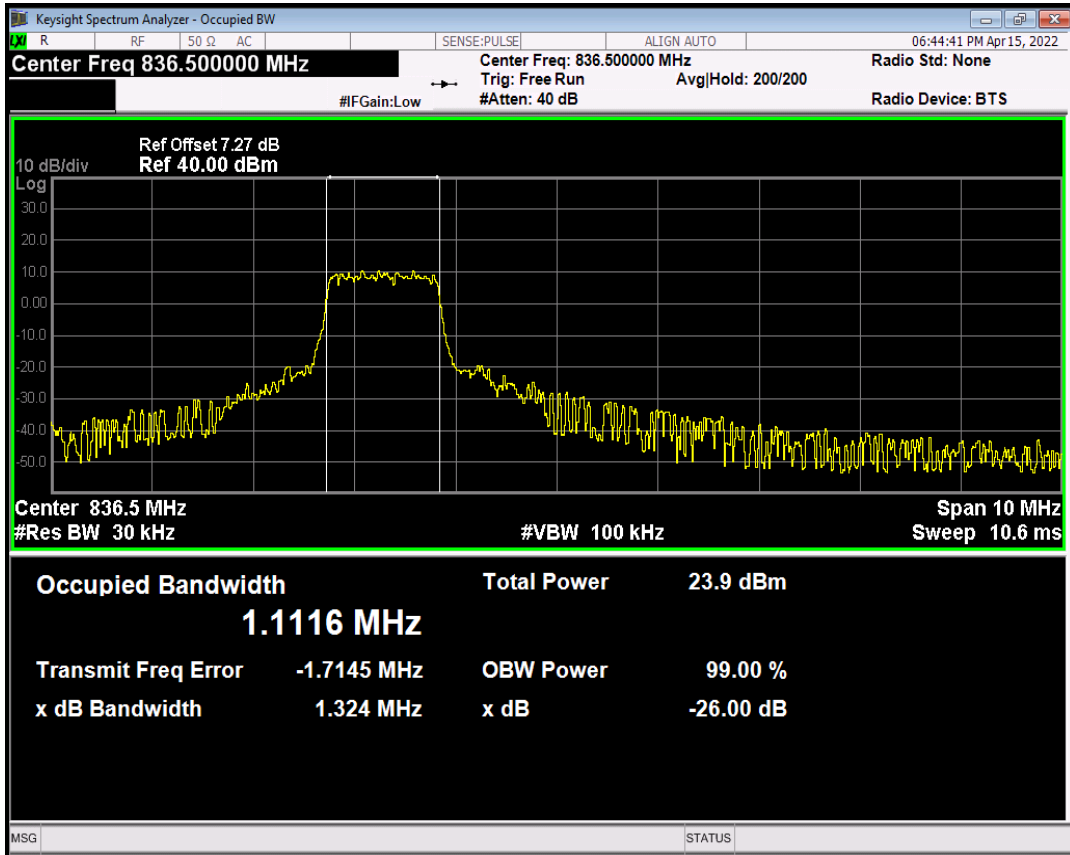 Keysight Spectrum Analyzer - Occupied BW
LXI R RF 50 Ω AC SENSE:PULSE ALIGN AUTO 06:44:41 PM Apr 15, 2022
Center Freq 836.500000 MHz
Center Freq: 836.500000 MHz
Radio Std: None
Trig: Free Run Avg|Hold: 200/200
#IFGain:Low #Atten: 40 dB Radio Device: BTS
Ref Offset 7.27 dB
10 dB/div Ref 40.00 dBm
Log
30.0
20.0
10.0
0.00
-10.0
-20.0
-30.0
-40.0
-50.0
Center 836.5 MHz Span 10 MHz
#Res BW 30 kHz #VBW 100 kHz Sweep 10.6 ms
Occupied Bandwidth Total Power 23.9 dBm
1.1116 MHz
Transmit Freq Error -1.7145 MHz OBW Power 99.00 %
x dB Bandwidth 1.324 MHz x dB -26.00 dB
MSG STATUS